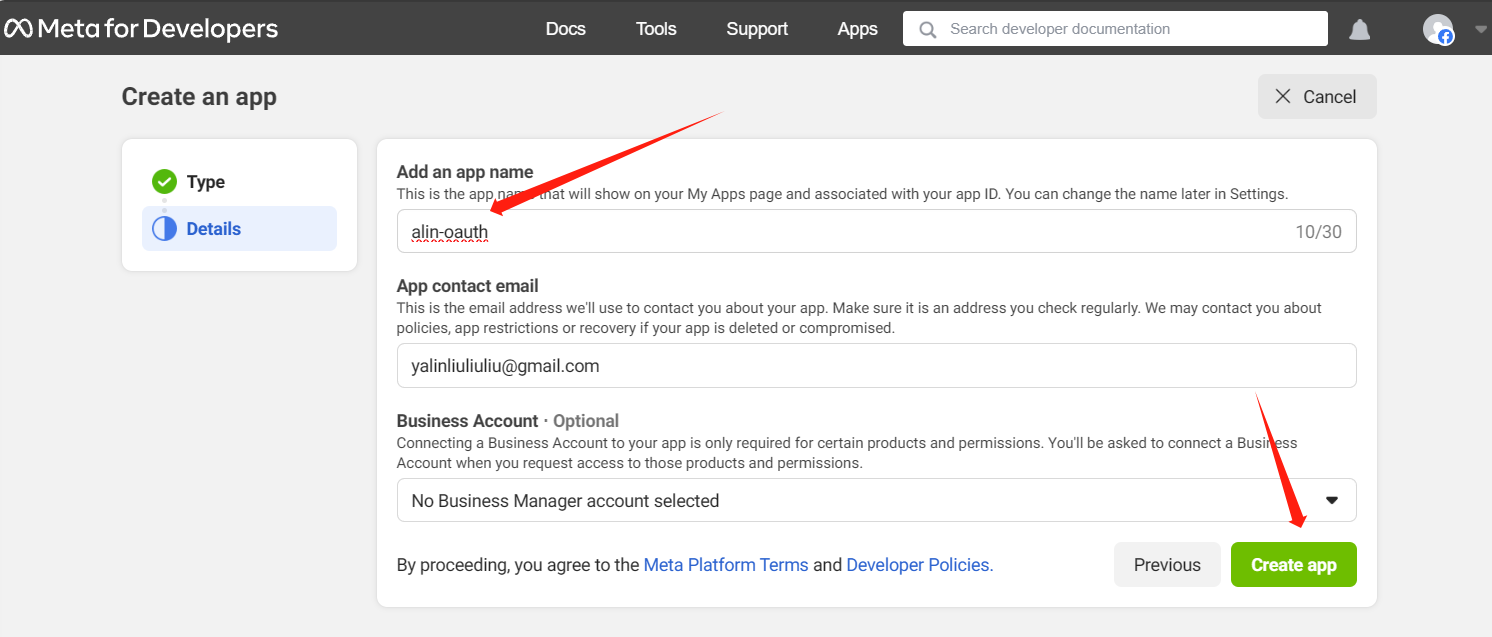 Meta for Developers
Docs
Tools
Support
Apps
Search developer documentation
Create an app
Cancel
Type
Details
Add an app name
This is the app name that will show on your My Apps page and associated with your app ID. You can change the name later in Settings.
alin-oauth
10/30
App contact email
This is the email address we'll use to contact you about your app. Make sure it is an address you check regularly. We may contact you about
policies, app restrictions or recovery if your app is deleted or compromised.
yalinliuliuliu@gmail.com
Business Account · Optional
Connecting a Business Account to your app is only required for certain products and permissions. You'll be asked to connect a Business
Account when you request access to those products and permissions.
No Business Manager account selected
By proceeding, you agree to the Meta Platform Terms and Developer Policies.
Previous
Create app